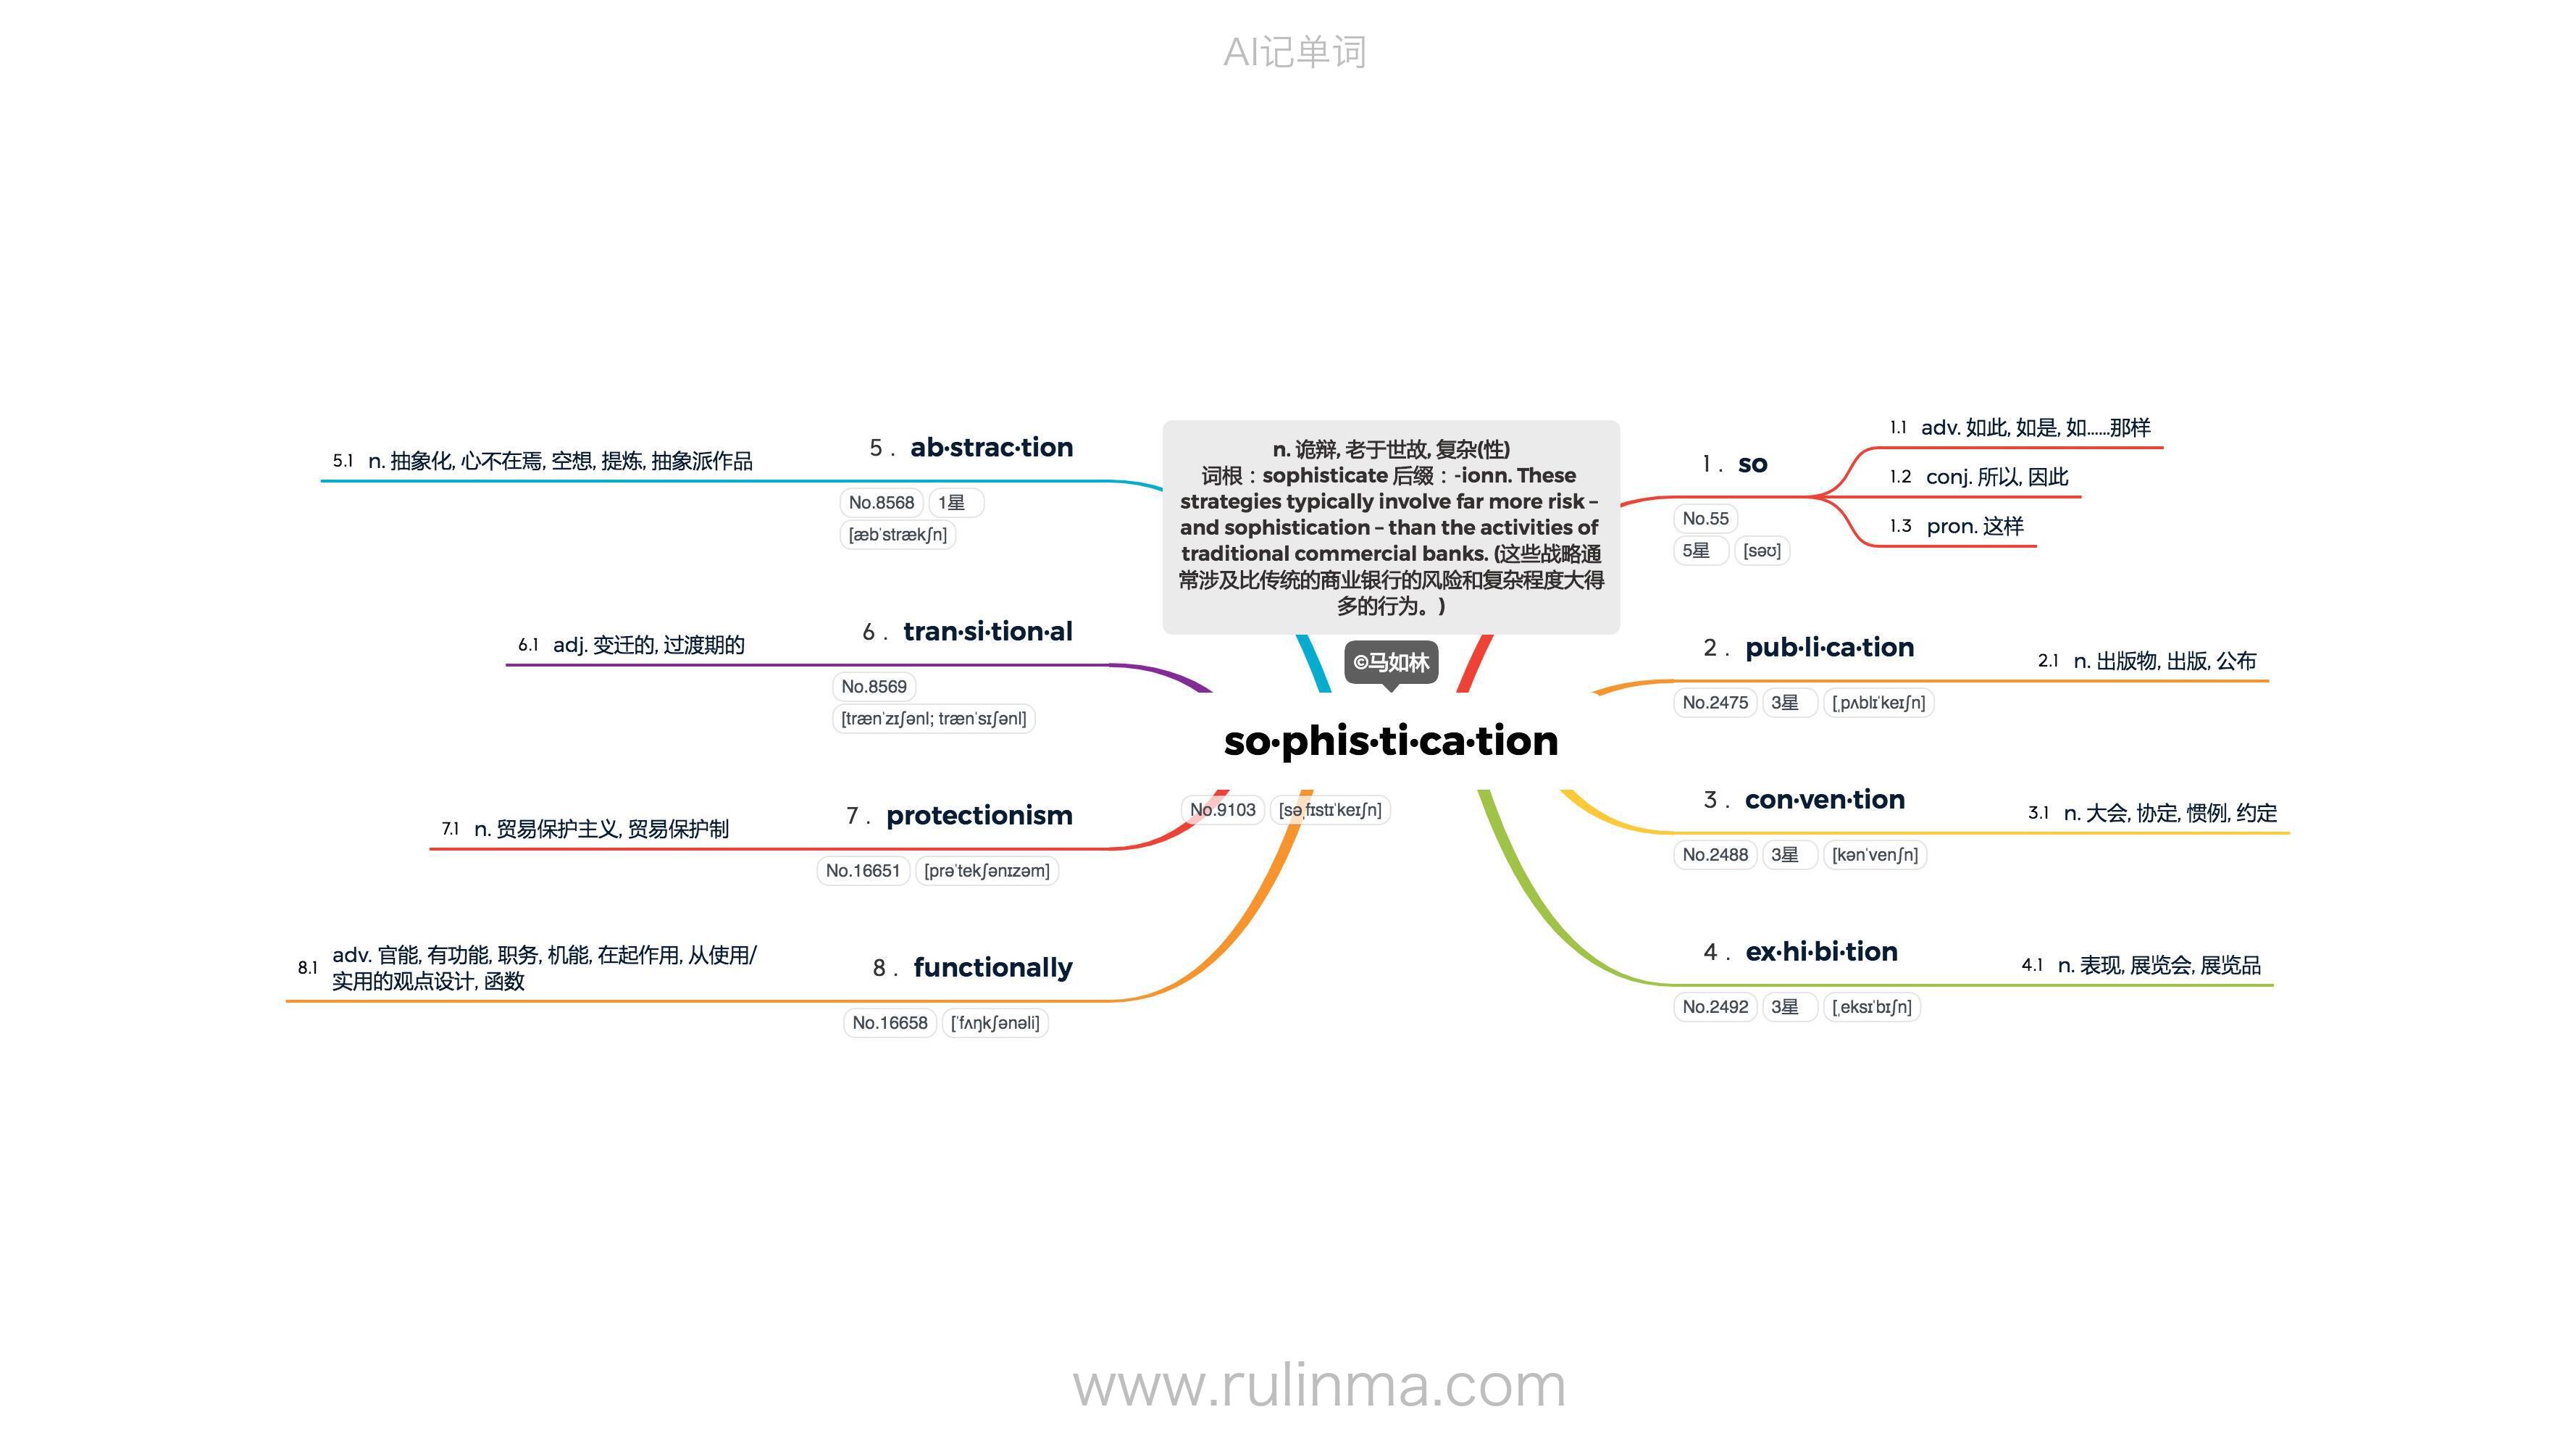 AI记单词
n. 诡辩, 老于世故, 复杂(性)
词根：sophisticate 后缀：-ionn. These
strategies typically involve far more risk –
and sophistication – than the activities of
traditional commercial banks. (这些战略通
常涉及比传统的商业银行的风险和复杂程度大得
多的行为。)
©马如林
so·phis·ti·ca·tion
No.9103 [səˌfɪstɪˈkeɪʃn]
1. so
No.55
5星 [səʊ]
1.1 adv. 如此, 如是, 如……那样
1.2 conj. 所以, 因此
1.3 pron. 这样
2. pub·li·ca·tion
No.2475 3星 [ˌpʌblɪˈkeɪʃn]
2.1 n. 出版物, 出版, 公布
3. con·ven·tion
No.2488 3星 [kənˈvenʃn]
3.1 n. 大会, 协定, 惯例, 约定
4. ex·hi·bi·tion
No.2492 3星 [ˌeksɪˈbɪʃn]
4.1 n. 表现, 展览会, 展览品
5. ab·strac·tion
No.8568 1星
[æbˈstrækʃn]
5.1 n. 抽象化, 心不在焉, 空想, 提炼, 抽象派作品
6. tran·si·tion·al
No.8569
[trænˈzɪʃənl; trænˈsɪʃənl]
6.1 adj. 变迁的, 过渡期的
7. protectionism
No.16651 [prəˈtekʃənɪzəm]
7.1 n. 贸易保护主义, 贸易保护制
8. functionally
No.16658 [ˈfʌŋkʃənəli]
8.1 adv. 官能, 有功能, 职务, 机能, 在起作用, 从使用/
实用的观点设计, 函数
www.rulinma.com